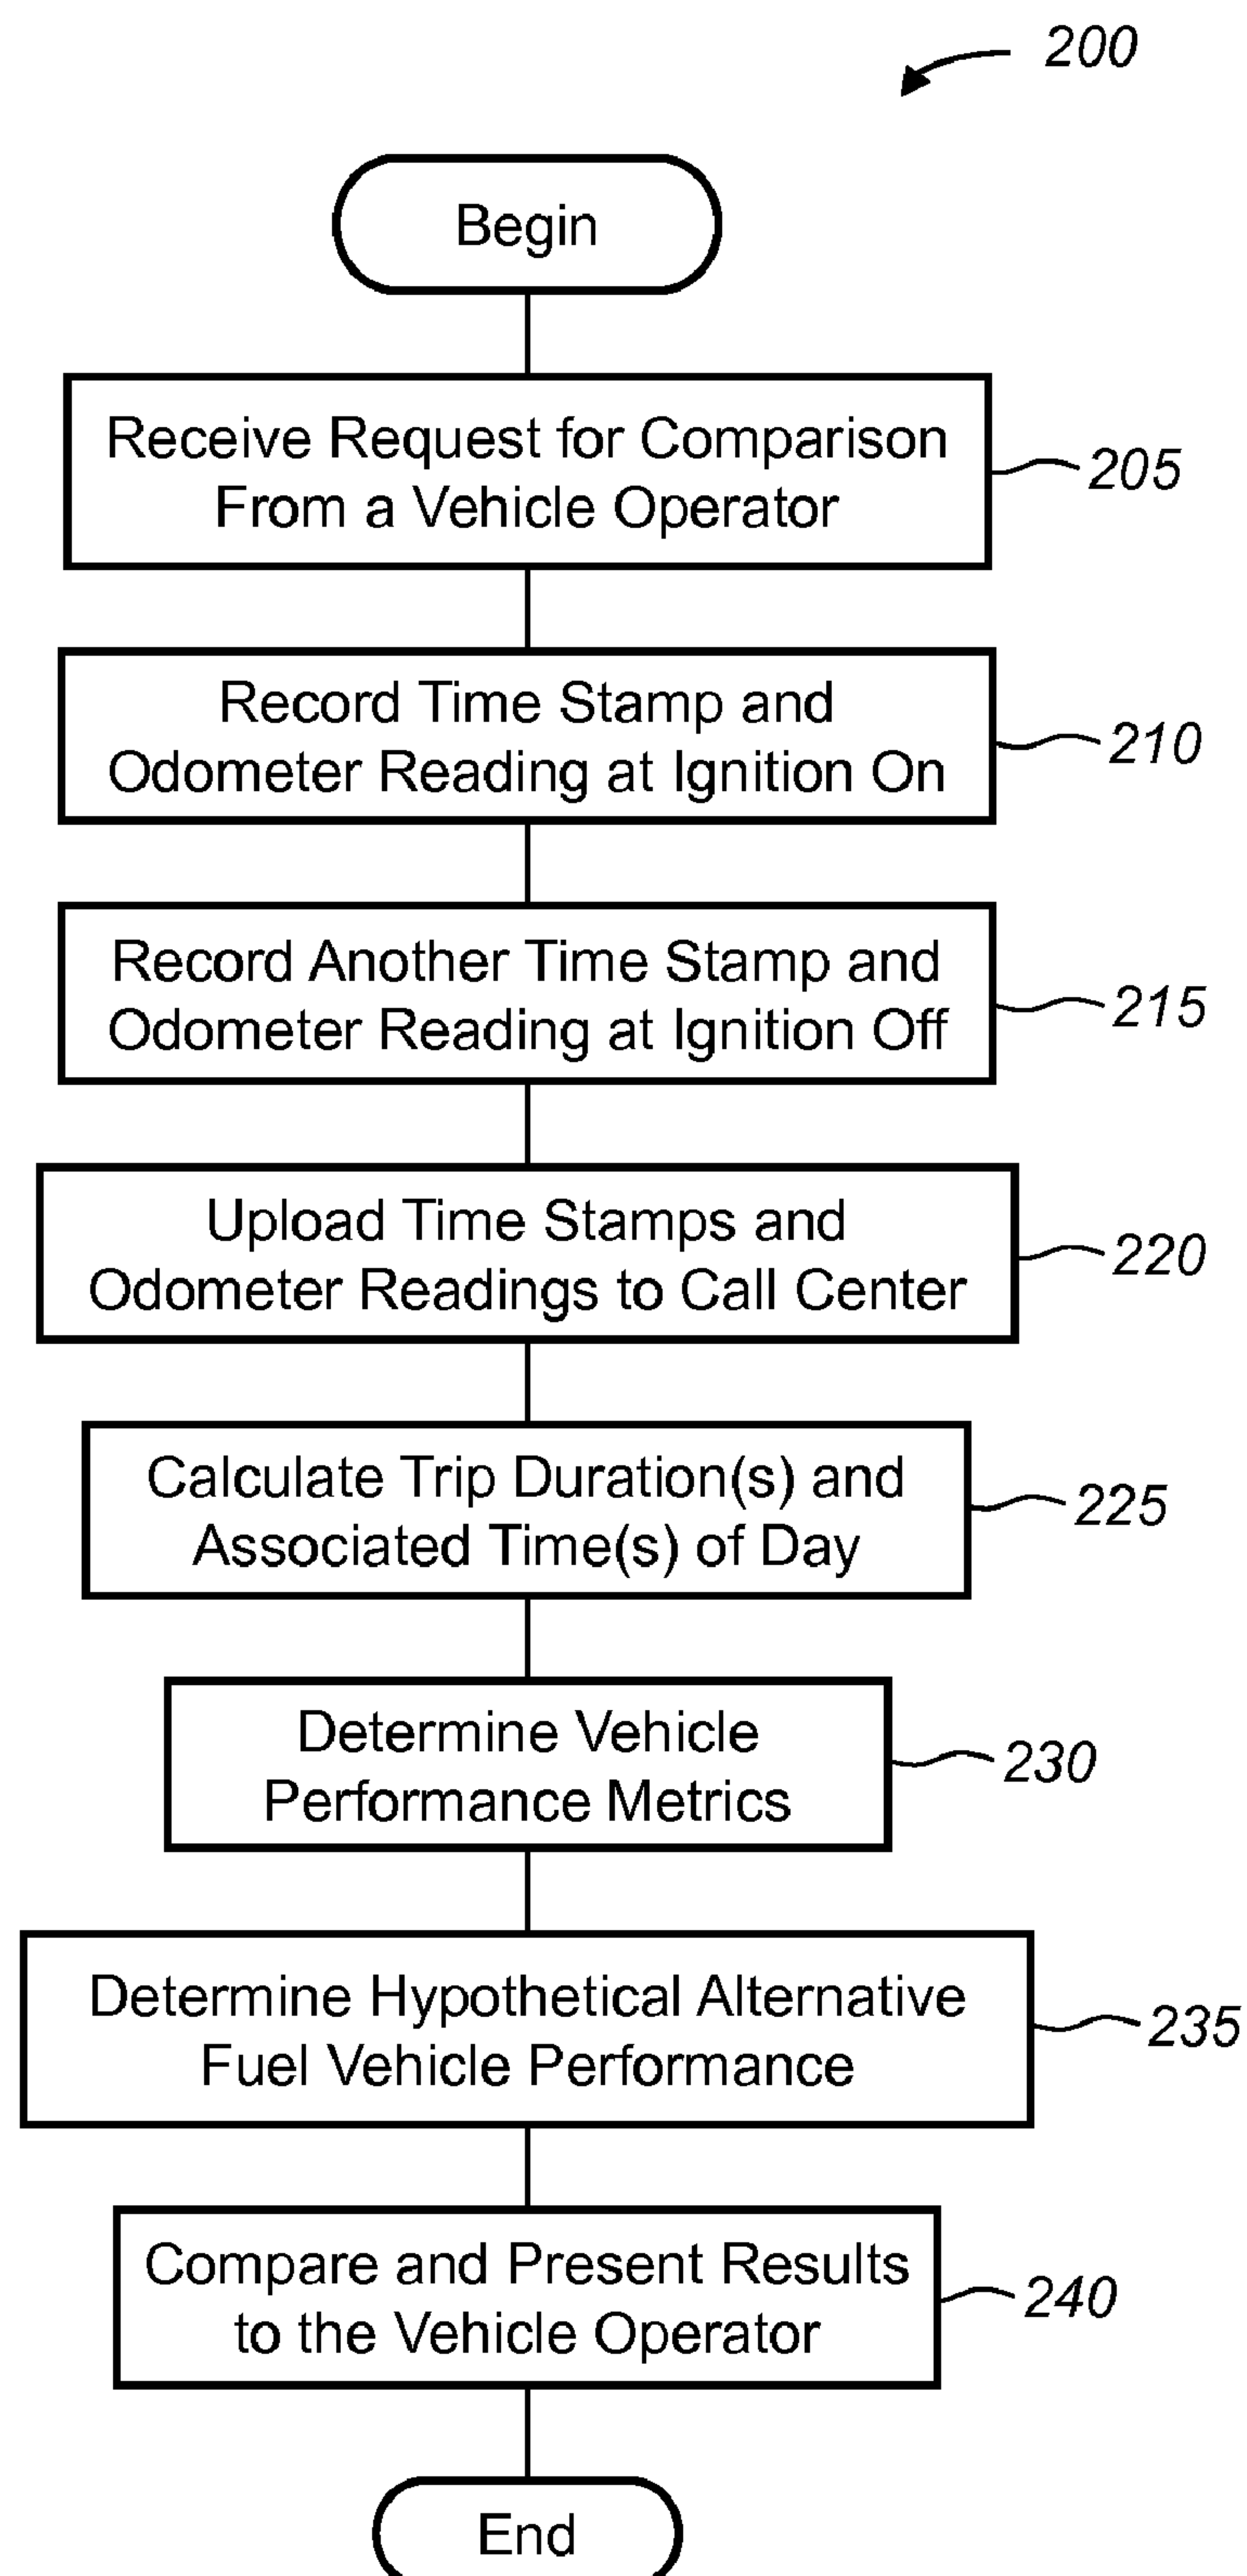 200
Begin
Receive Request for Comparison
From a Vehicle Operator
205
Record Time Stamp and
Odometer Reading at Ignition On
210
Record Another Time Stamp and
Odometer Reading at Ignition Off
215
Upload Time Stamps and
Odometer Readings to Call Center
220
Calculate Trip Duration(s) and
Associated Time(s) of Day
225
Determine Vehicle
Performance Metrics
230
Determine Hypothetical Alternative
Fuel Vehicle Performance
235
Compare and Present Results
to the Vehicle Operator
240
End